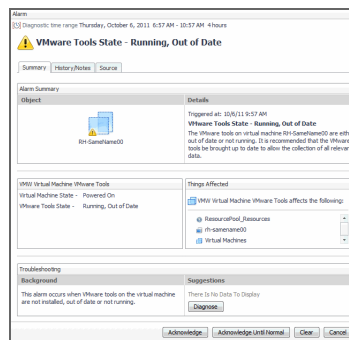 Alarm
Diagnostic time range Thursday, October 6, 2011 6:57 AM - 10:57 AM 4 hours
VMware Tools State - Running, Out of Date
Summary
History/Notes
Source
Alarm Summary
Object
Details
RH-SameName00
Triggered at: 10/6/11 9:57 AM
VMware Tools State - Running, Out of Date
The VMware tools on virtual machine RH-SameName00 are eith
out of date or not running. It is recommended that the VMware
tools be brought up to date to allow the collection of all relevar
data.
VMW Virtual Machine VMware Tools
Virtual Machine State - Powered On
VMware Tools State - Running, Out of Date
Things Affected
VMW Virtual Machine VMware Tools affects the following:
ResourcePool_Resources
rh-samename00
Virtual Machines
Troubleshooting
Background
Suggestions
This alarm occurs when VMware tools on the virtual machine
are not installed, out of date or not running.
There Is No Data To Display
Diagnose
Acknowledge
Acknowledge Until Normal
Clear
Cancel